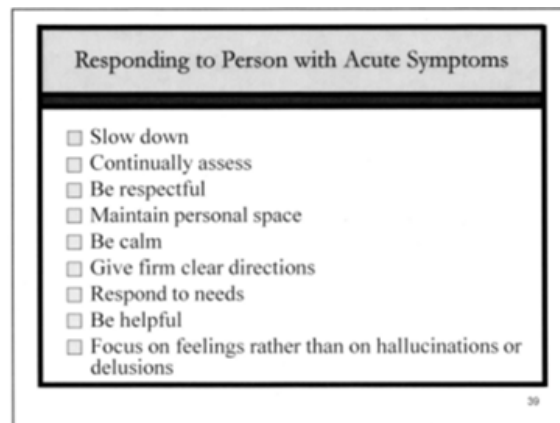 Responding to Person with Acute Symptoms
Slow down
Continually assess
Be respectful
Maintain personal space
Be calm
Give firm clear directions
Respond to needs
Be helpful
Focus on feelings rather than on hallucinations or
delusions
39